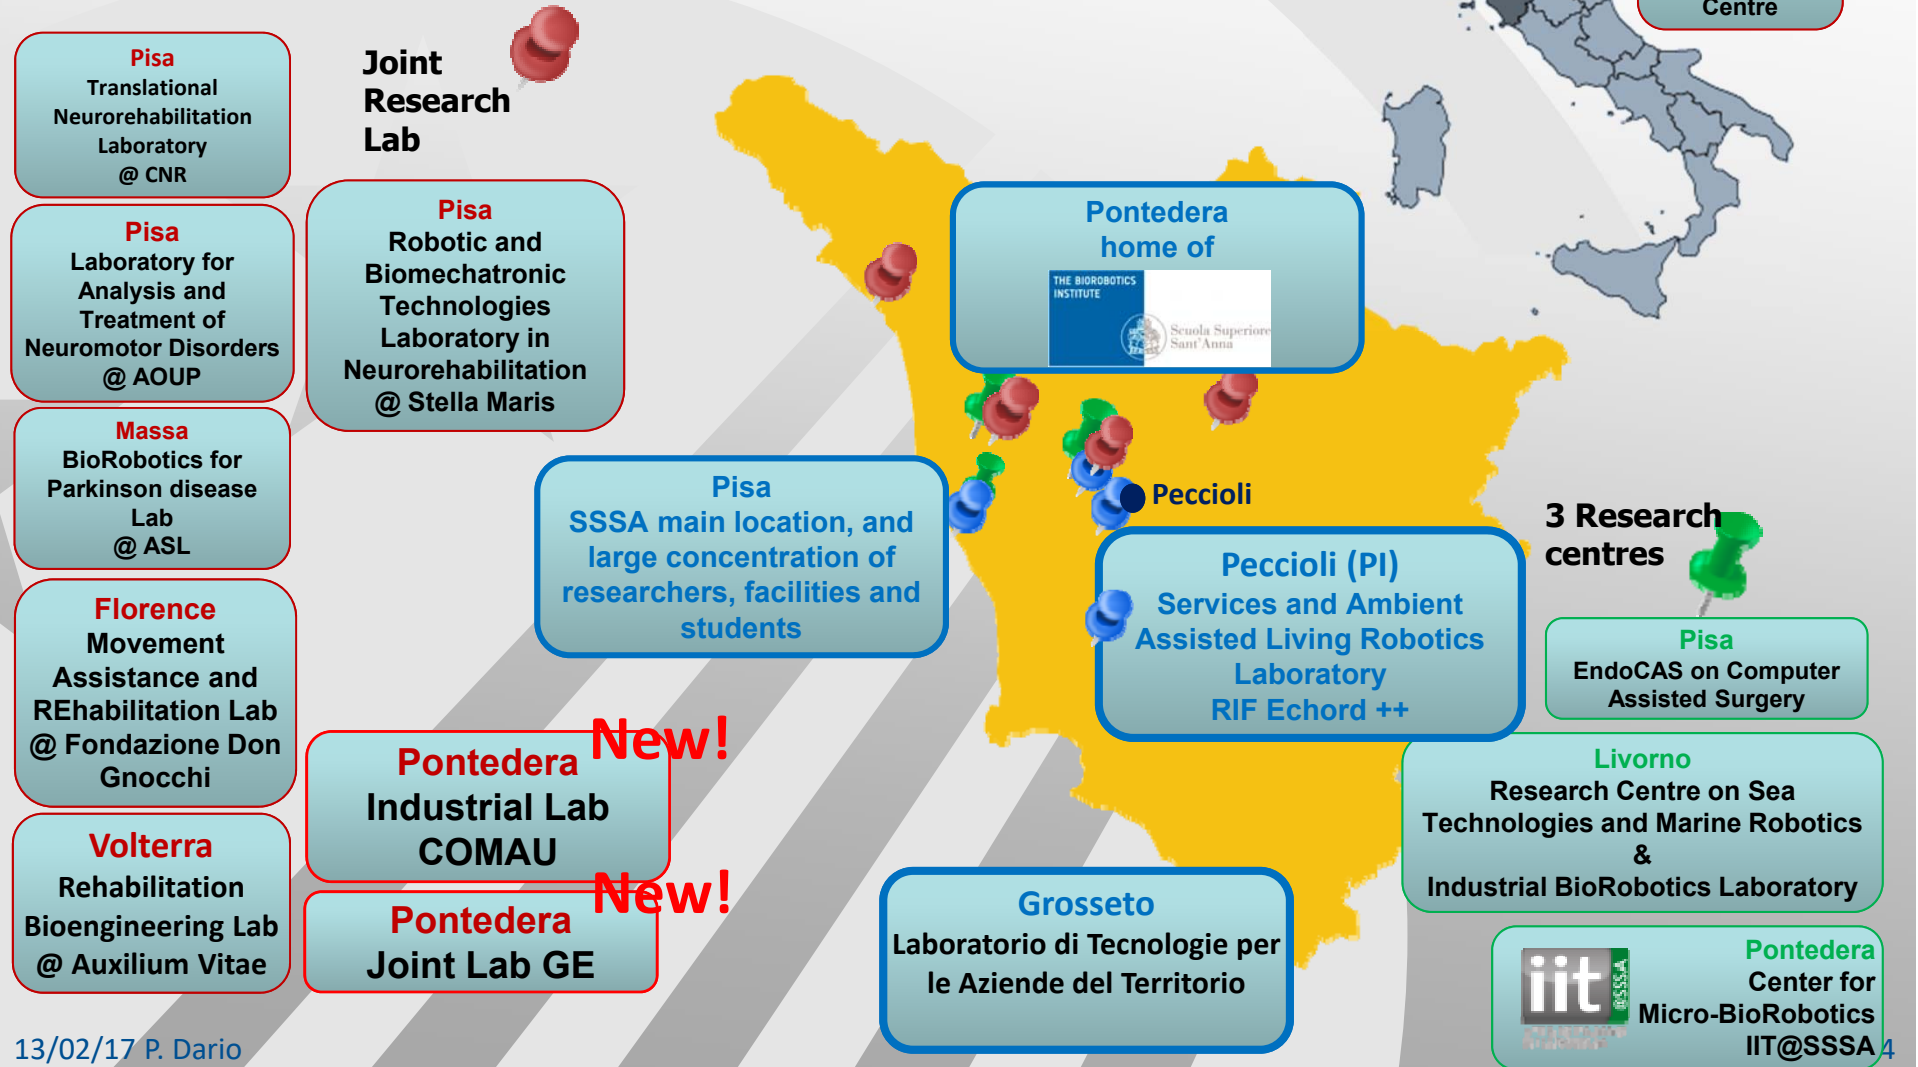 Centre
Pisa
Translational
Neurorehabilitation
Laboratory
@ CNR
Joint
Research
Lab
Pisa
Laboratory for
Analysis and
Treatment of
Neuromotor Disorders
@ AOUP
Pisa
Robotic and
Biomechatronic
Technologies
Laboratory in
Neurorehabilitation
@ Stella Maris
Massa
BioRobotics for
Parkinson disease
Lab
@ ASL
Florence
Movement
Assistance and
REhabilitation Lab
@ Fondazione Don
Gnocchi
Volterra
Rehabilitation
Bioengineering Lab
@ Auxilium Vitae
New!
Pontedera
Industrial Lab
COMAU
New!
Pontedera
Joint Lab GE
Pontedera
home of
THE BIOROBOTICS
INSTITUTE
Scuola Superiore
Sant'Anna
Pisa
SSSA main location, and
large concentration of
researchers, facilities and
students
Peccioli
Peccioli (PI)
Services and Ambient
Assisted Living Robotics
Laboratory
RIF Echord ++
Grosseto
Laboratorio di Tecnologie per
le Aziende del Territorio
3 Research
centres
Pisa
EndoCAS on Computer
Assisted Surgery
Livorno
Research Centre on Sea
Technologies and Marine Robotics
&
Industrial BioRobotics Laboratory
iit @SSSA
Pontedera
Center for
Micro-BioRobotics
IIT@SSSA
13/02/17 P. Dario
4